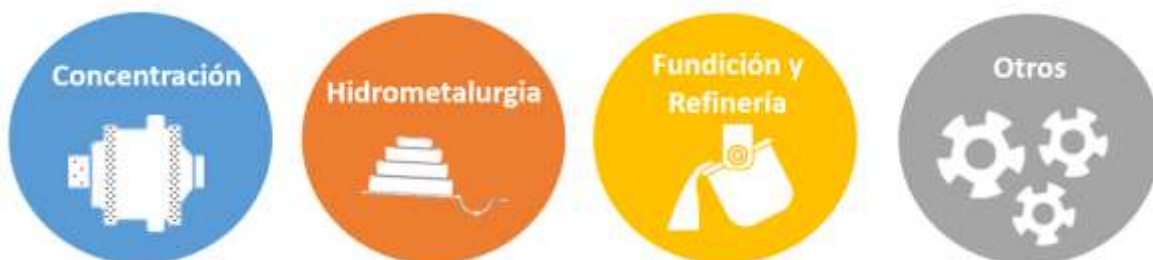 Concentración
Hidrometalurgia
Fundición y
Refinería
Otros